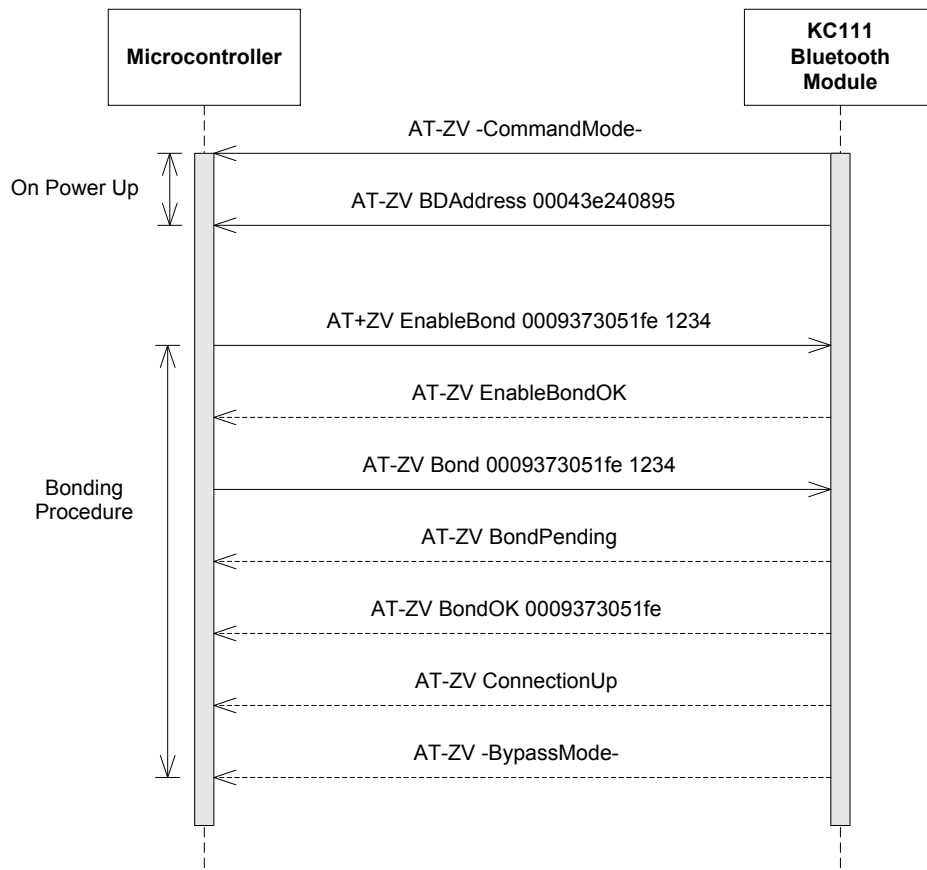 Microcontroller
KC111
Bluetooth
Module
AT-ZV -CommandMode-
On Power Up
AT-ZV BDAddress 00043e240895
AT+ZV EnableBond 0009373051fe 1234
AT-ZV EnableBondOK
AT-ZV Bond 0009373051fe 1234
Bonding
Procedure
AT-ZV BondPending
AT-ZV BondOK 0009373051fe
AT-ZV ConnectionUp
AT-ZV -BypassMode-